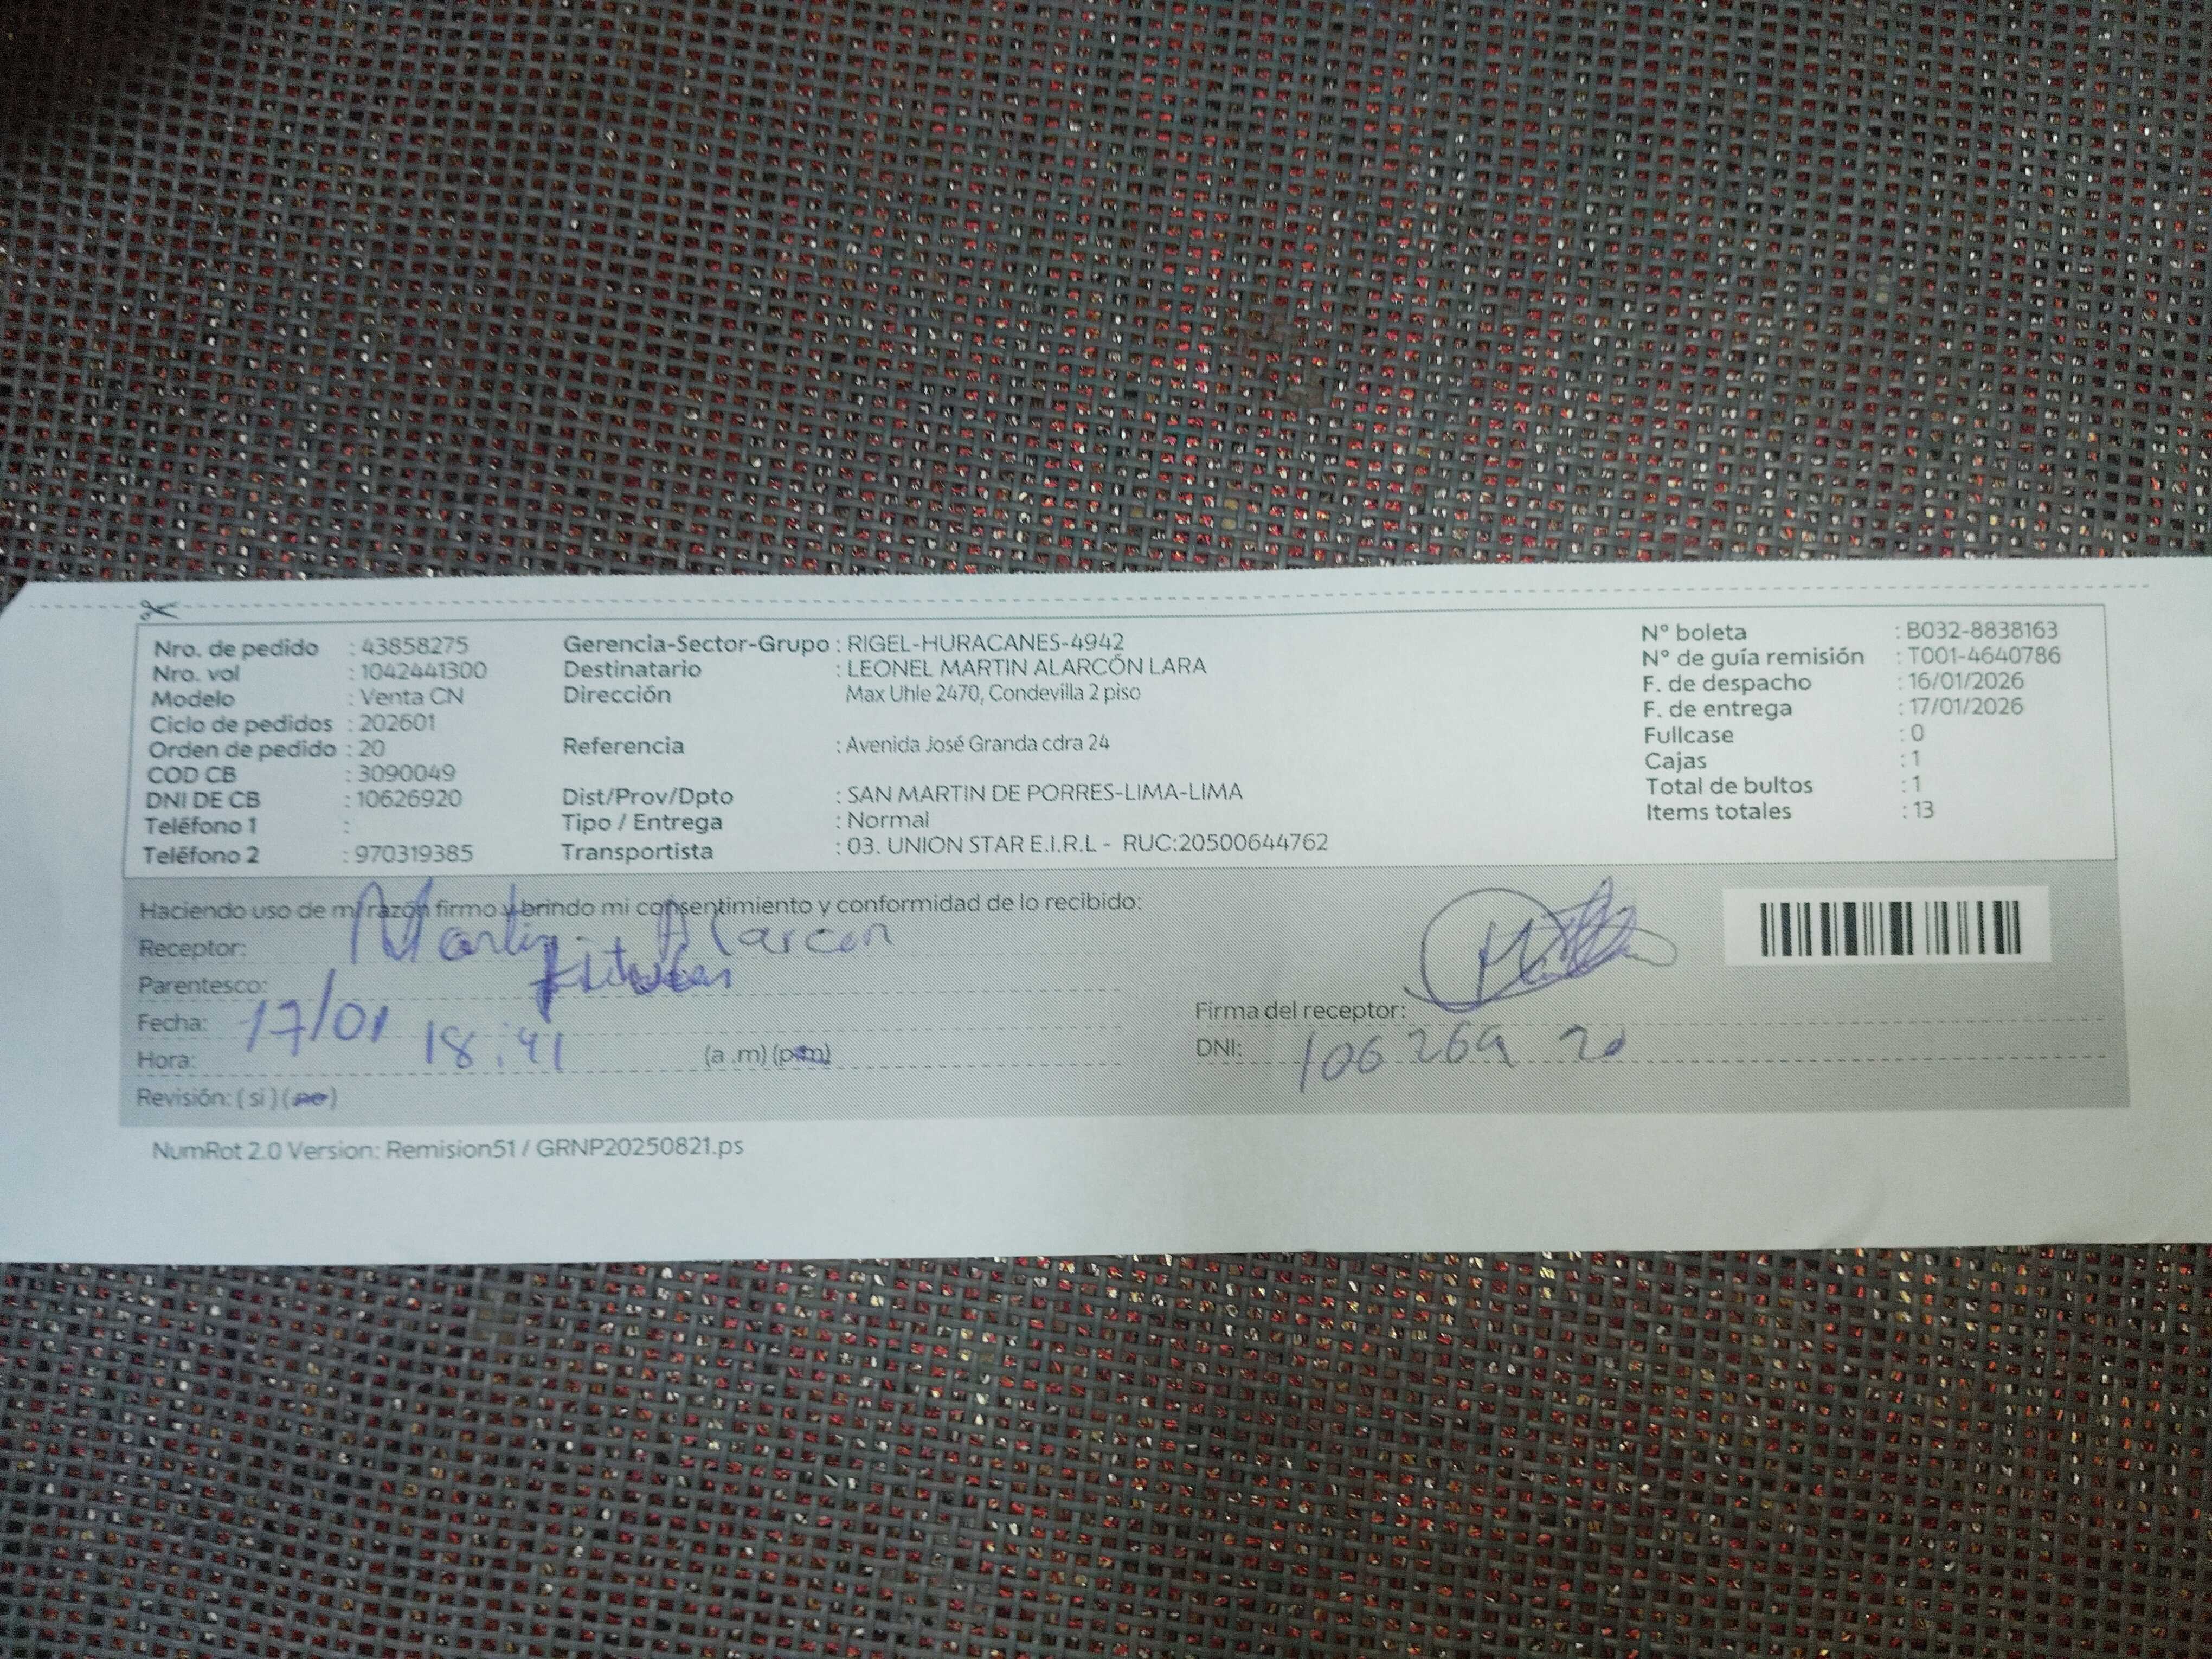 Nro. de pedido : 43858275
Nro. vol : 1042441300
Modelo : Venta CN
Ciclo de pedidos : 202601
Orden de pedido : 20
COD CB : 3090049
DNI DE CB : 10626920
Teléfono 1 :
Teléfono 2 : 970319385
Gerencia-Sector-Grupo : RIGEL-HURACANES-4942
Destinatario : LEONEL MARTIN ALARCÓN LARA
Dirección Max Uhle 2470, Condevilla 2 piso
Referencia : Avenida José Granda cdra 24
Dist/Prov/Dpto : SAN MARTIN DE PORRES-LIMA-LIMA
Tipo / Entrega : Normal
Transportista : 03. UNION STAR E.I.R.L - RUC:20500644762
N° boleta : B032-8838163
N° de guía remisión : T001-4640786
F. de despacho : 16/01/2026
F. de entrega : 17/01/2026
Fullcase : 0
Cajas : 1
Total de bultos : 1
Items totales : 13
Haciendo uso de mi razón firmo y brindo mi consentimiento y conformidad de lo recibido:
Receptor: Martin Alarcon
Parentesco:
Fecha: 17/01
Hora: 18:41 (a .m) (p.m)
Revisión: ( si ) ( no )
Firma del receptor:
DNI: 10626920
NumRot 2.0 Version: Remision51 / GRNP20250821.ps